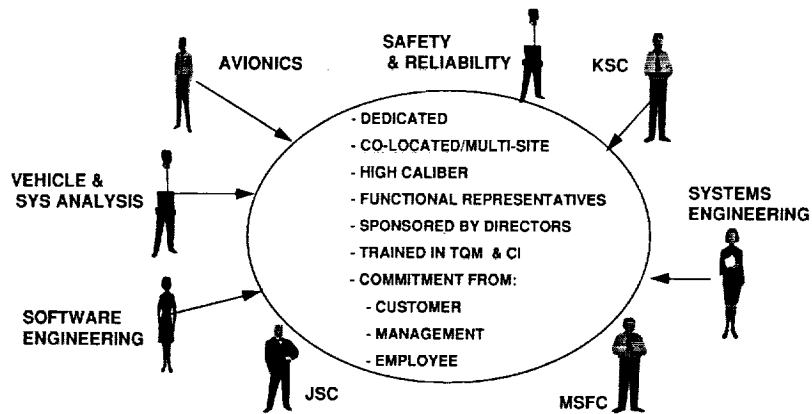 AVIONICS
SAFETY
& RELIABILITY
KSC
VEHICLE &
SYS ANALYSIS
- DEDICATED
- CO-LOCATED/MULTI-SITE
- HIGH CALIBER
- FUNCTIONAL REPRESENTATIVES
- SPONSORED BY DIRECTORS
- TRAINED IN TQM & CI
- COMMITMENT FROM:
- CUSTOMER
- MANAGEMENT
- EMPLOYEE
SYSTEMS
ENGINEERING
SOFTWARE
ENGINEERING
JSC
MSFC